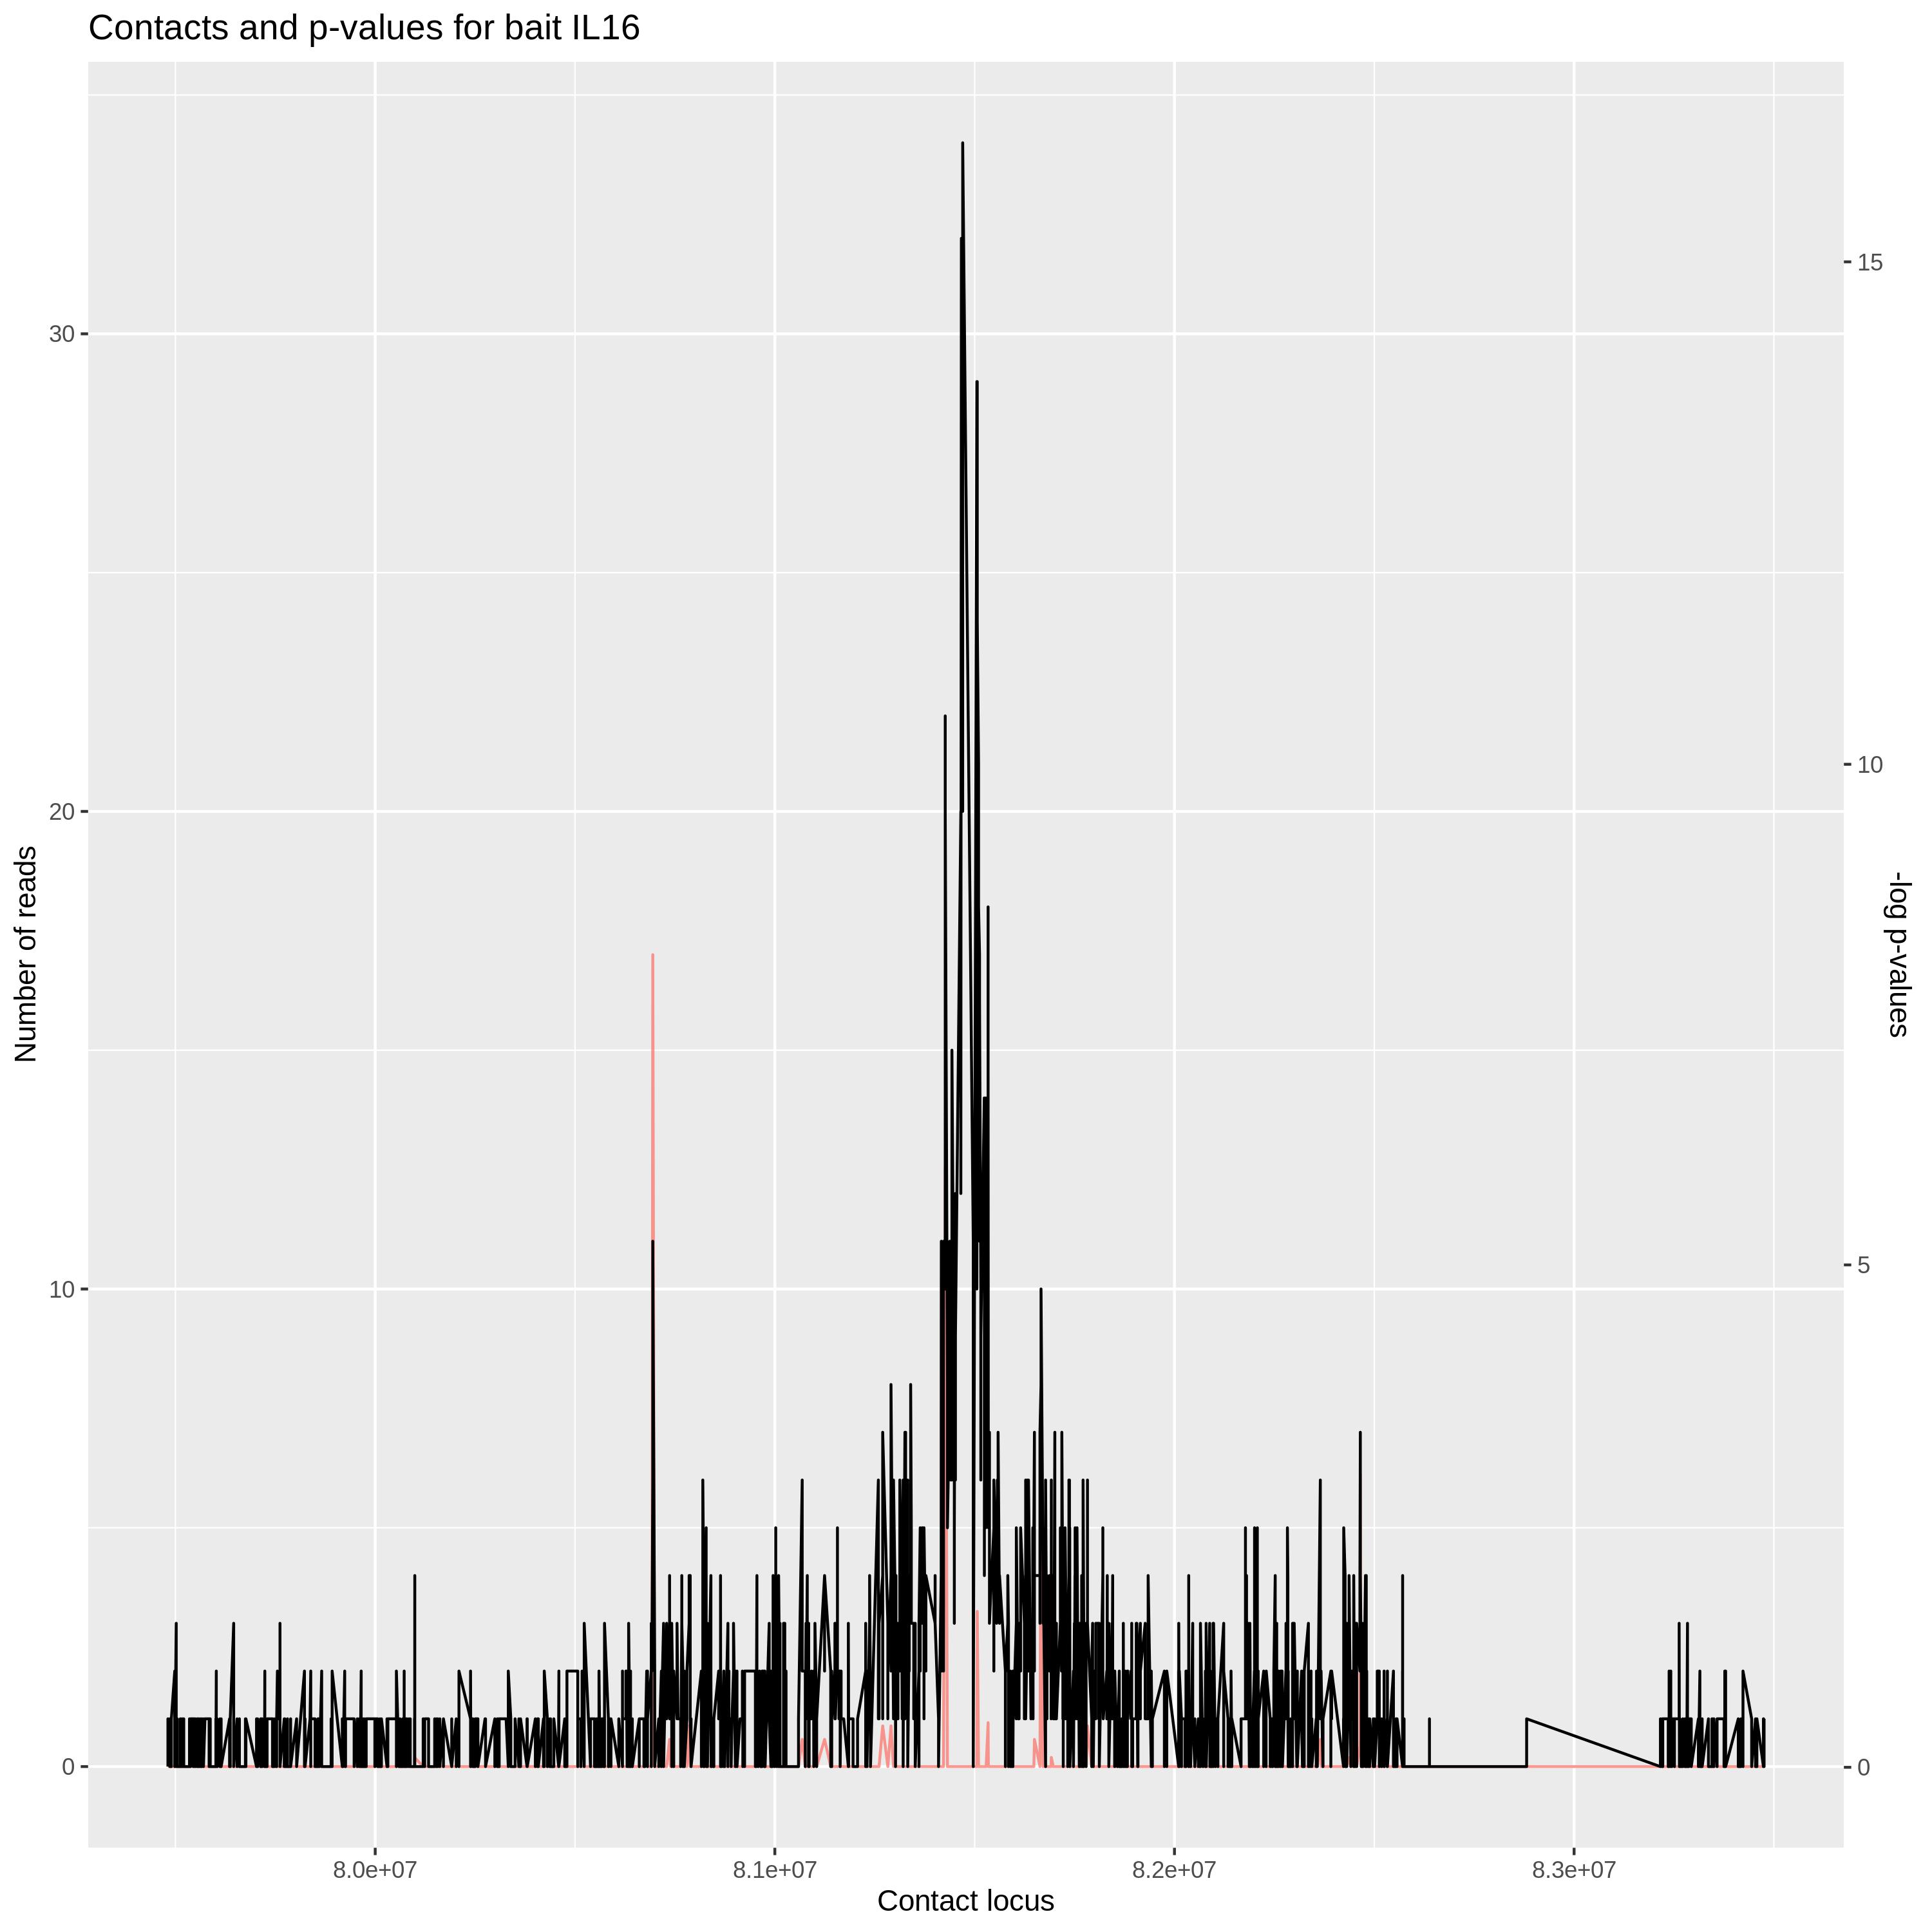 Contacts and p-values for bait IL16
Number of reads
30
20
10
0
15
10
5
0
-log p-values
8.0e+07
8.1e+07
8.2e+07
8.3e+07
Contact locus